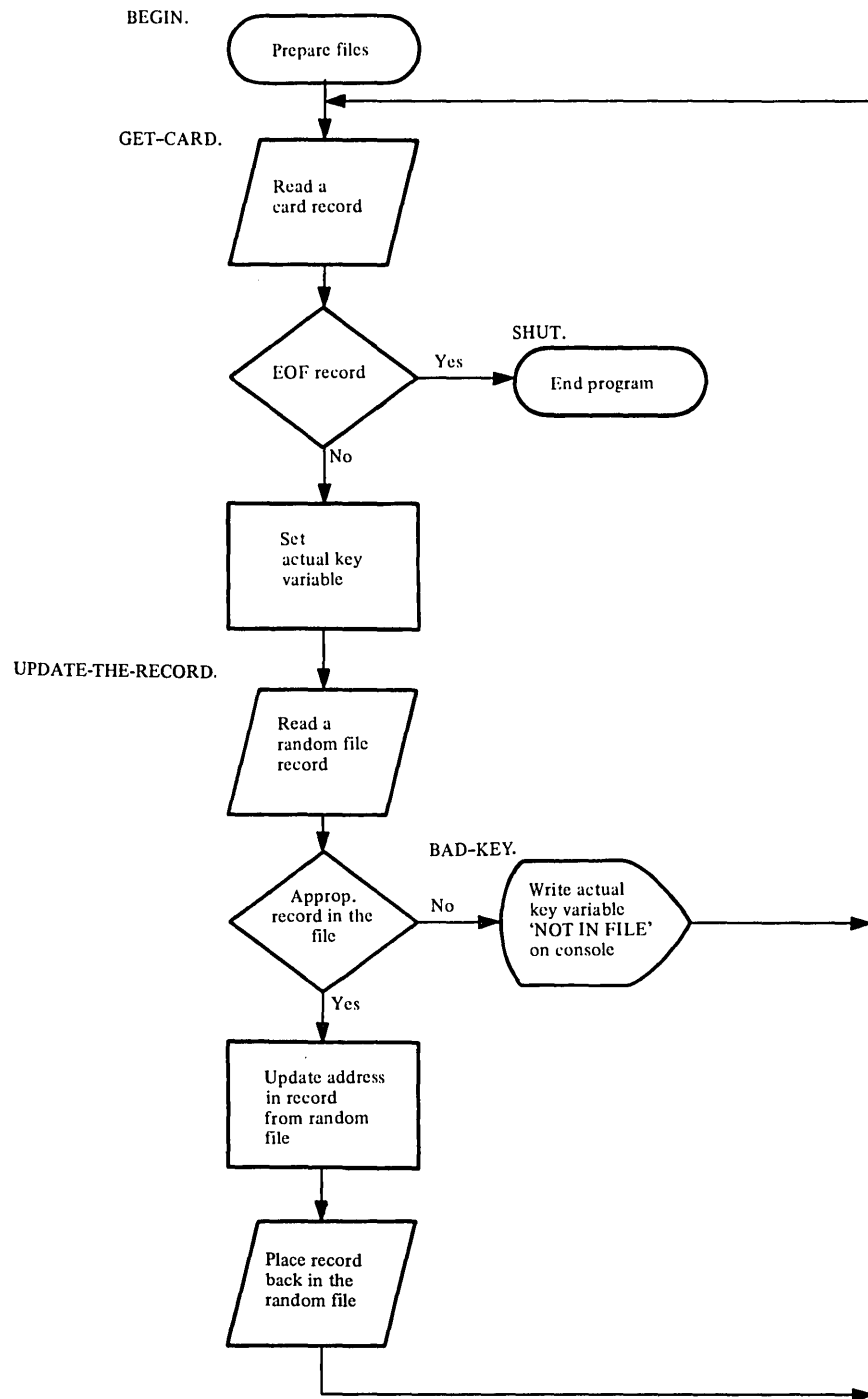 BEGIN.
Prepare files
GET-CARD.
Read a
card record
SHUT.
EOF record
Yes
End program
No
Set
actual key
variable
UPDATE-THE-RECORD.
Read a
random file
record
BAD-KEY.
Approp.
record in the
file
No
Write actual
key variable
‘NOT IN FILE’
on console
Yes
Update address
in record
from random
file
Place record
back in the
random file